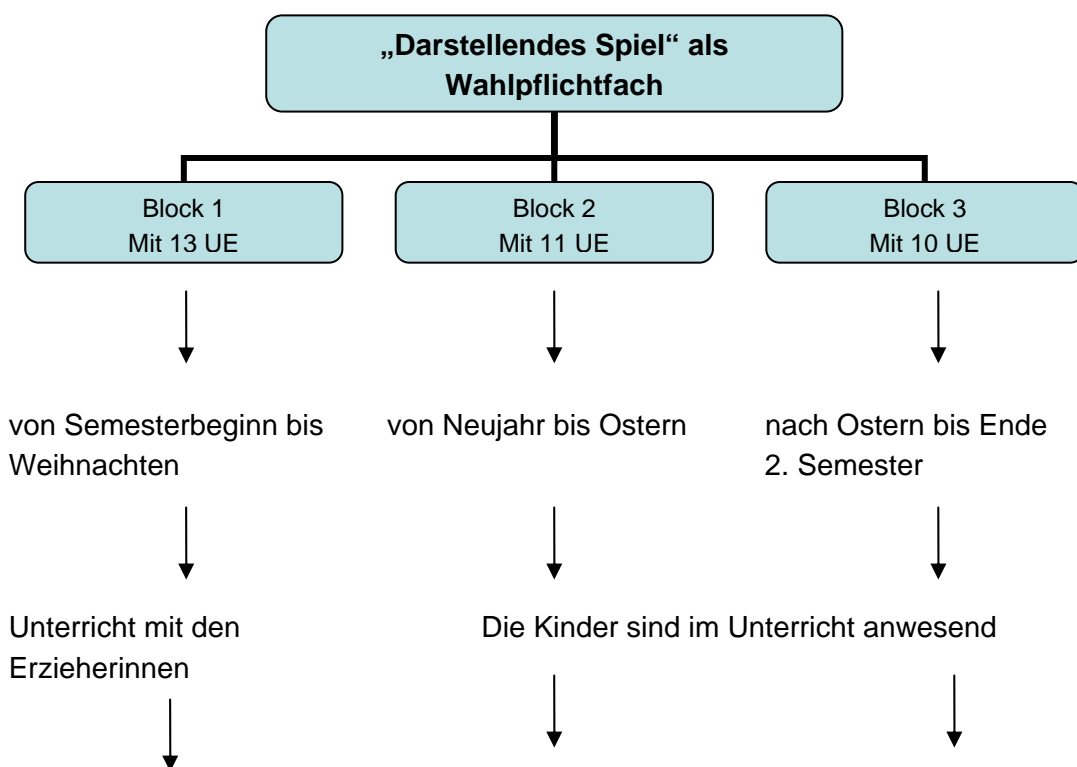 „Darstellendes Spiel“ als
Wahlpflichtfach
Block 1
Mit 13 UE
Block 2
Mit 11 UE
Block 3
Mit 10 UE
von Semesterbeginn bis
Weihnachten
von Neujahr bis Ostern
nach Ostern bis Ende
2. Semester
Unterricht mit den
Erzieherinnen
Die Kinder sind im Unterricht anwesend